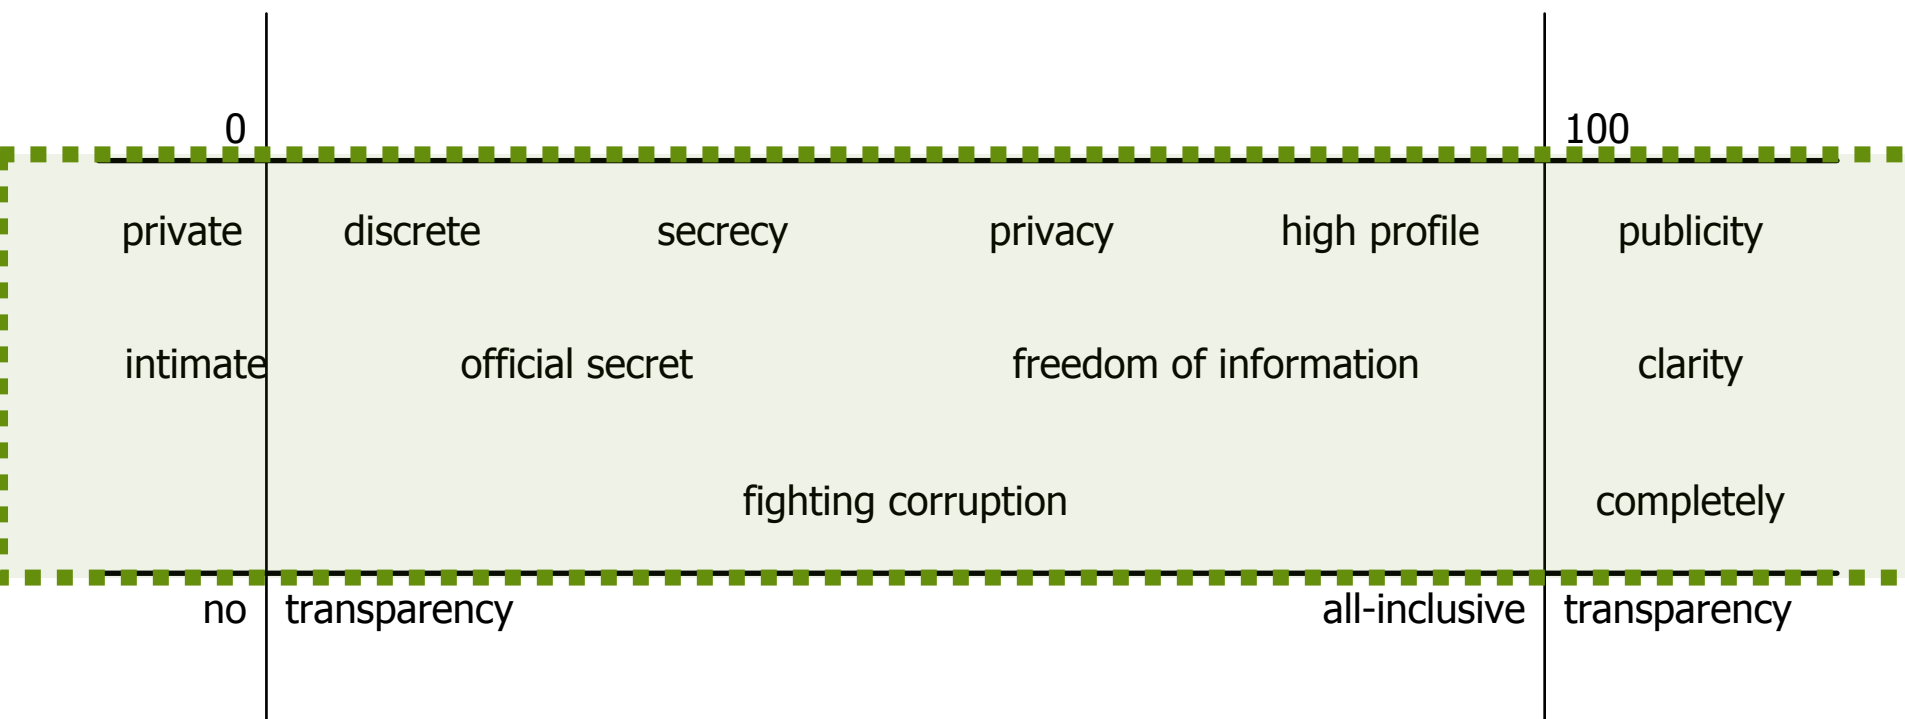 0 100
private discrete secrecy privacy high profile publicity
intimate official secret freedom of information clarity
fighting corruption completely
no transparency all-inclusive transparency